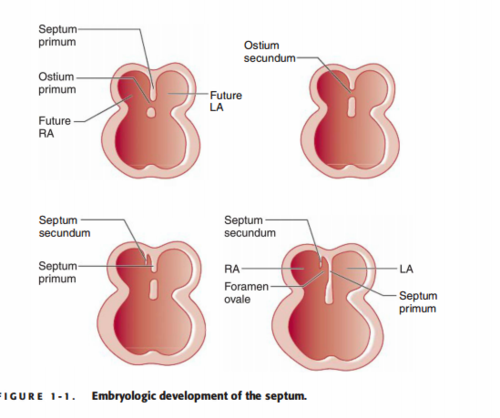 Septum
primum
Ostium
primum
Future
RA
Future
LA
Ostium
secundum
Septum
secundum
Septum
primum
Septum
secundum
RA
Foramen
ovale
LA
Septum
primum
FIGURE 1-1. Embryologic development of the septum.